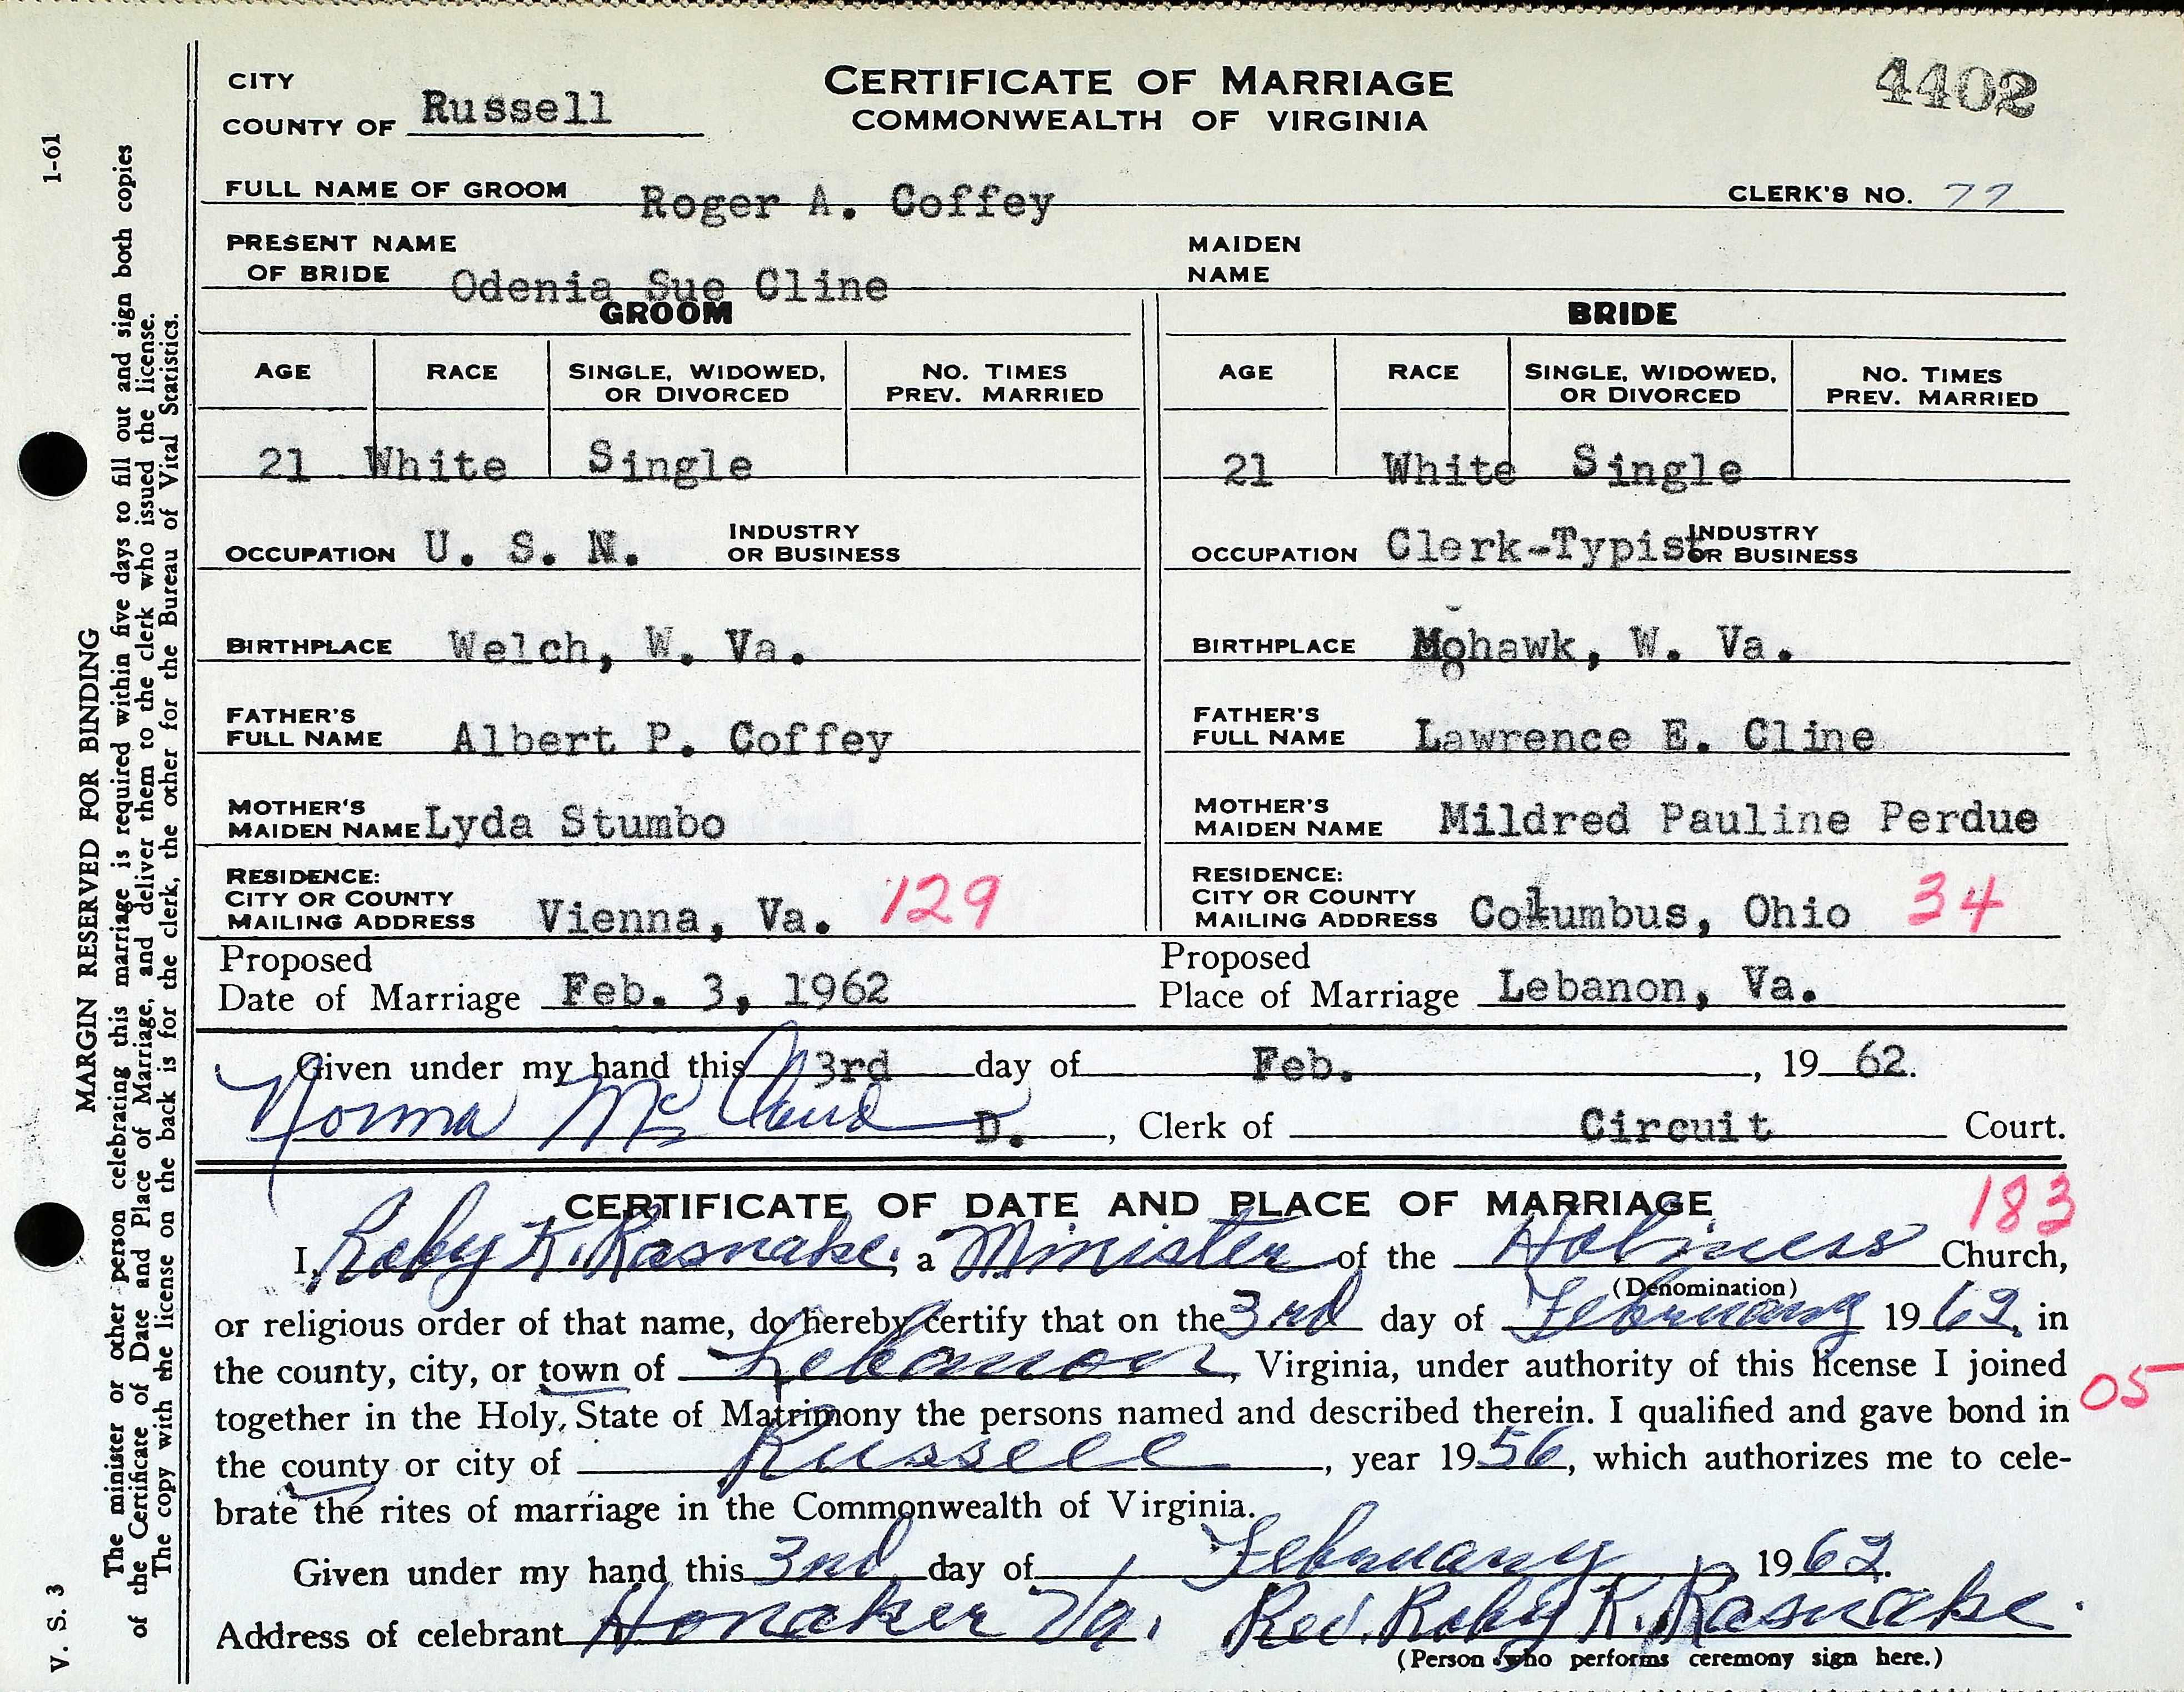 CITY
COUNTY OF Russell
CERTIFICATE OF MARRIAGE
COMMONWEALTH OF VIRGINIA
4402
FULL NAME OF GROOM Roger A. Coffey CLERK'S NO. 77
PRESENT NAME
OF BRIDE Odenia Sue Cline
MAIDEN
NAME
GROOM
AGE RACE SINGLE, WIDOWED, OR DIVORCED NO. TIMES PREV. MARRIED
21 White Single
OCCUPATION U. S. N. INDUSTRY OR BUSINESS
BIRTHPLACE Welch, W. Va.
FATHER'S
FULL NAME Albert P. Coffey
MOTHER'S
MAIDEN NAME Lyda Stumbo
RESIDENCE:
CITY OR COUNTY
MAILING ADDRESS Vienna, Va. 129
BRIDE
AGE RACE SINGLE, WIDOWED, OR DIVORCED NO. TIMES PREV. MARRIED
21 White Single
OCCUPATION Clerk-Typist INDUSTRY OR BUSINESS
BIRTHPLACE Mohawk, W. Va.
FATHER'S
FULL NAME Lawrence E. Cline
MOTHER'S
MAIDEN NAME Mildred Pauline Perdue
RESIDENCE:
CITY OR COUNTY
MAILING ADDRESS Columbus, Ohio 34
Proposed
Date of Marriage Feb. 3, 1962
Proposed
Place of Marriage Lebanon, Va.
Given under my hand this 3rd day of Feb., 19 62.
Norma McCloud D., Clerk of Circuit Court.
CERTIFICATE OF DATE AND PLACE OF MARRIAGE 183
I, Roby K. Rasnake, a Minister of the Holiness Church,
(Denomination)
or religious order of that name, do hereby certify that on the 3rd day of February 1962, in
the county, city, or town of Lebanon, Virginia, under authority of this license I joined
05
together in the Holy State of Matrimony the persons named and described therein. I qualified and gave bond in
the county or city of Russell, year 1956, which authorizes me to cele-
brate the rites of marriage in the Commonwealth of Virginia.
Given under my hand this 3nd day of February 1962.
Address of celebrant Honaker Va. Rev. Roby K. Rasnake.
(Person who performs ceremony sign here.)
V. S. 3
1-61
MARGIN RESERVED FOR BINDING
The minister or other person celebrating this marriage is required within five days to fill out and sign both copies
of the Certificate of Date and Place of Marriage, and deliver them to the clerk who issued the license.
The copy with the license on the back is for the clerk, the other for the Bureau of Vital Statistics.